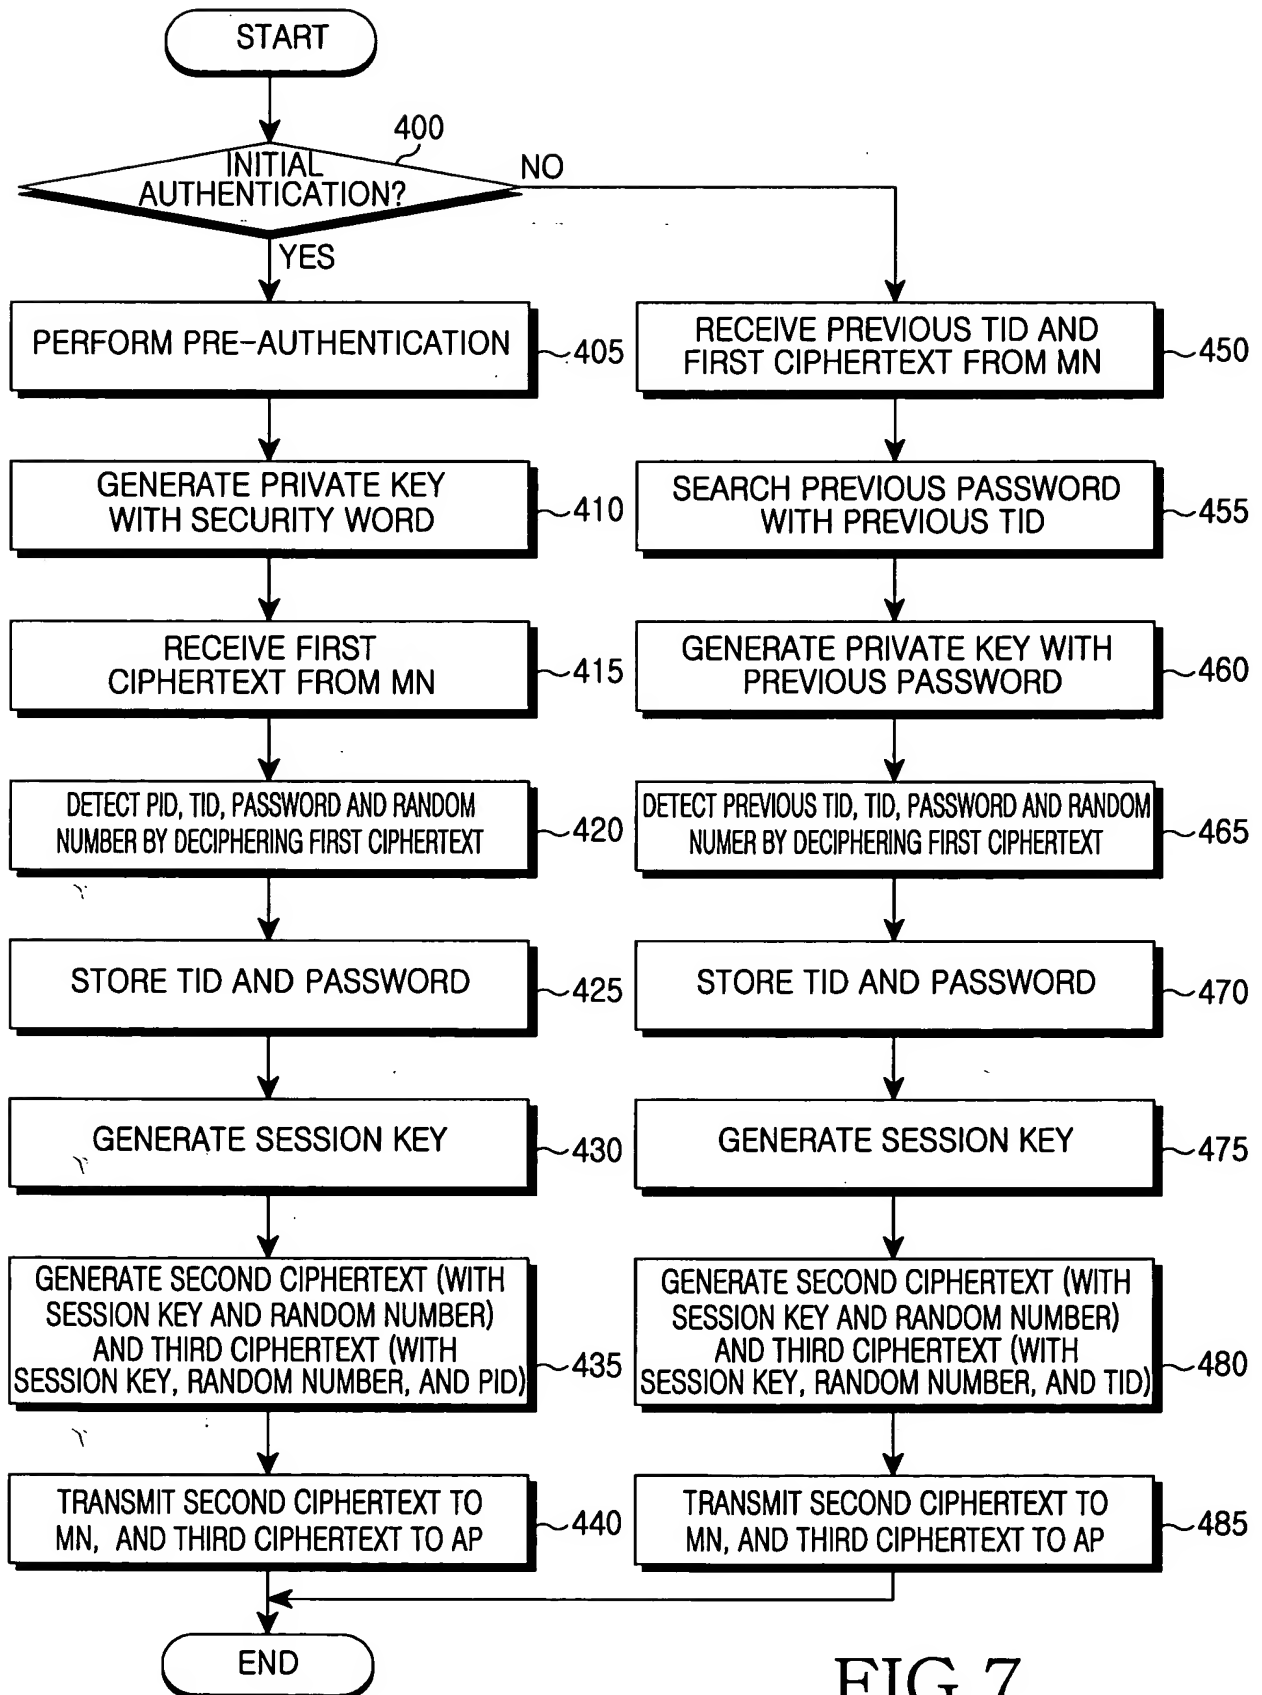 START
400
INITIAL
AUTHENTICATION?
NO
YES
PERFORM PRE-AUTHENTICATION
405
GENERATE PRIVATE KEY
WITH SECURITY WORD
410
RECEIVE FIRST
CIPHERTEXT FROM MN
415
DETECT PID, TID, PASSWORD AND RANDOM
NUMBER BY DECIPHERING FIRST CIPHERTEXT
420
STORE TID AND PASSWORD
425
GENERATE SESSION KEY
430
GENERATE SECOND CIPHERTEXT (WITH
SESSION KEY AND RANDOM NUMBER)
AND THIRD CIPHERTEXT (WITH
SESSION KEY, RANDOM NUMBER, AND PID)
435
TRANSMIT SECOND CIPHERTEXT TO
MN, AND THIRD CIPHERTEXT TO AP
440
RECEIVE PREVIOUS TID AND
FIRST CIPHERTEXT FROM MN
450
SEARCH PREVIOUS PASSWORD
WITH PREVIOUS TID
455
GENERATE PRIVATE KEY WITH
PREVIOUS PASSWORD
460
DETECT PREVIOUS TID, TID, PASSWORD AND RANDOM
NUMER BY DECIPHERING FIRST CIPHERTEXT
465
STORE TID AND PASSWORD
470
GENERATE SESSION KEY
475
GENERATE SECOND CIPHERTEXT (WITH
SESSION KEY AND RANDOM NUMBER)
AND THIRD CIPHERTEXT (WITH
SESSION KEY, RANDOM NUMBER, AND TID)
480
TRANSMIT SECOND CIPHERTEXT TO
MN, AND THIRD CIPHERTEXT TO AP
485
END
FIG.7